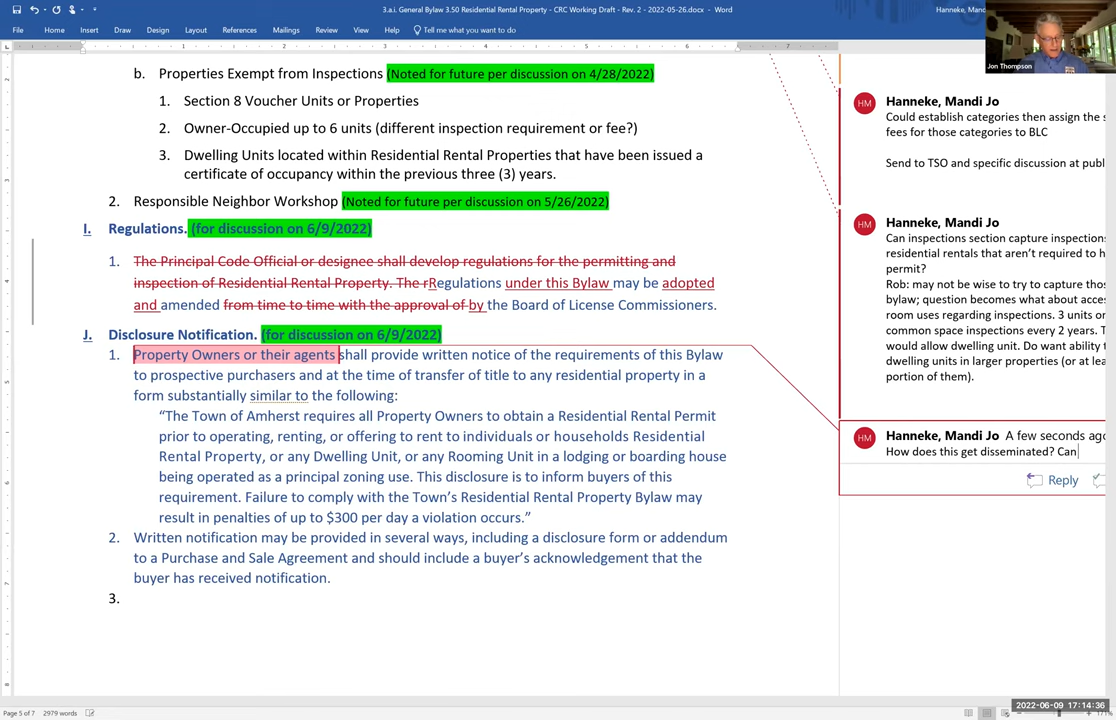 3.a.i. General Bylaw 3.50 Residential Rental Property - CRC Working Draft - Rev. 2 - 2022-05-26.docx - Word
Hanneke, Mand
File Home Insert Draw Design Layout References Mailings Review View Help Tell me what you want to do
Jon Thompson
b. Properties Exempt from Inspections (Noted for future per discussion on 4/28/2022)
1. Section 8 Voucher Units or Properties
2. Owner-Occupied up to 6 units (different inspection requirement or fee?)
3. Dwelling Units located within Residential Rental Properties that have been issued a
certificate of occupancy within the previous three (3) years.
2. Responsible Neighbor Workshop (Noted for future per discussion on 5/26/2022)
I. Regulations. (for discussion on 6/9/2022)
1. The Principal Code Official or designee shall develop regulations for the permitting and
inspection of Residential Rental Property. The rRegulations under this Bylaw may be adopted
and amended from time to time with the approval of by the Board of License Commissioners.
J. Disclosure Notification. (for discussion on 6/9/2022)
1. Property Owners or their agents shall provide written notice of the requirements of this Bylaw
to prospective purchasers and at the time of transfer of title to any residential property in a
form substantially similar to the following:
“The Town of Amherst requires all Property Owners to obtain a Residential Rental Permit
prior to operating, renting, or offering to rent to individuals or households Residential
Rental Property, or any Dwelling Unit, or any Rooming Unit in a lodging or boarding house
being operated as a principal zoning use. This disclosure is to inform buyers of this
requirement. Failure to comply with the Town’s Residential Rental Property Bylaw may
result in penalties of up to $300 per day a violation occurs.”
2. Written notification may be provided in several ways, including a disclosure form or addendum
to a Purchase and Sale Agreement and should include a buyer’s acknowledgement that the
buyer has received notification.
3.
HM Hanneke, Mandi Jo
Could establish categories then assign the s
fees for those categories to BLC
Send to TSO and specific discussion at publ
HM Hanneke, Mandi Jo
Can inspections section capture inspections
residential rentals that aren’t required to h
permit?
Rob: may not be wise to try to capture thos
bylaw; question becomes what about acce
room uses regarding inspections. 3 units or
common space inspections every 2 years. T
would allow dwelling unit. Do want ability t
dwelling units in larger properties (or at lea
portion of them).
HM Hanneke, Mandi Jo A few seconds ago
How does this get disseminated? Can
Reply
Page 5 of 7 2979 words
2022-06-09 17:14:36